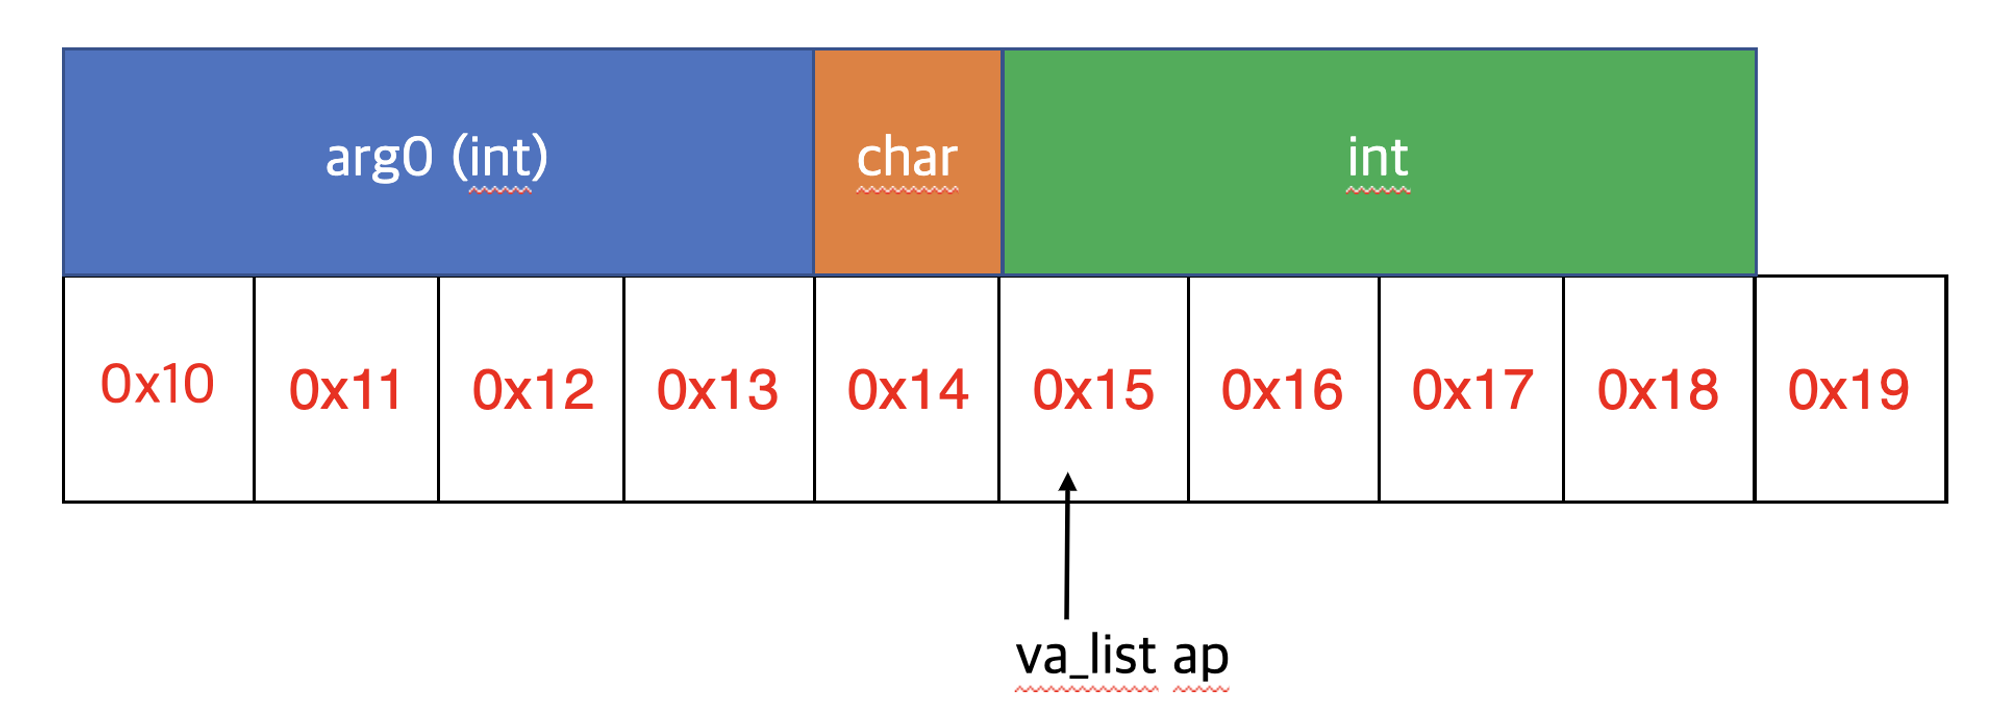 arg0 (int) char int
0x10 0x11 0x12 0x13 0x14 0x15 0x16 0x17 0x18 0x19
va_list ap